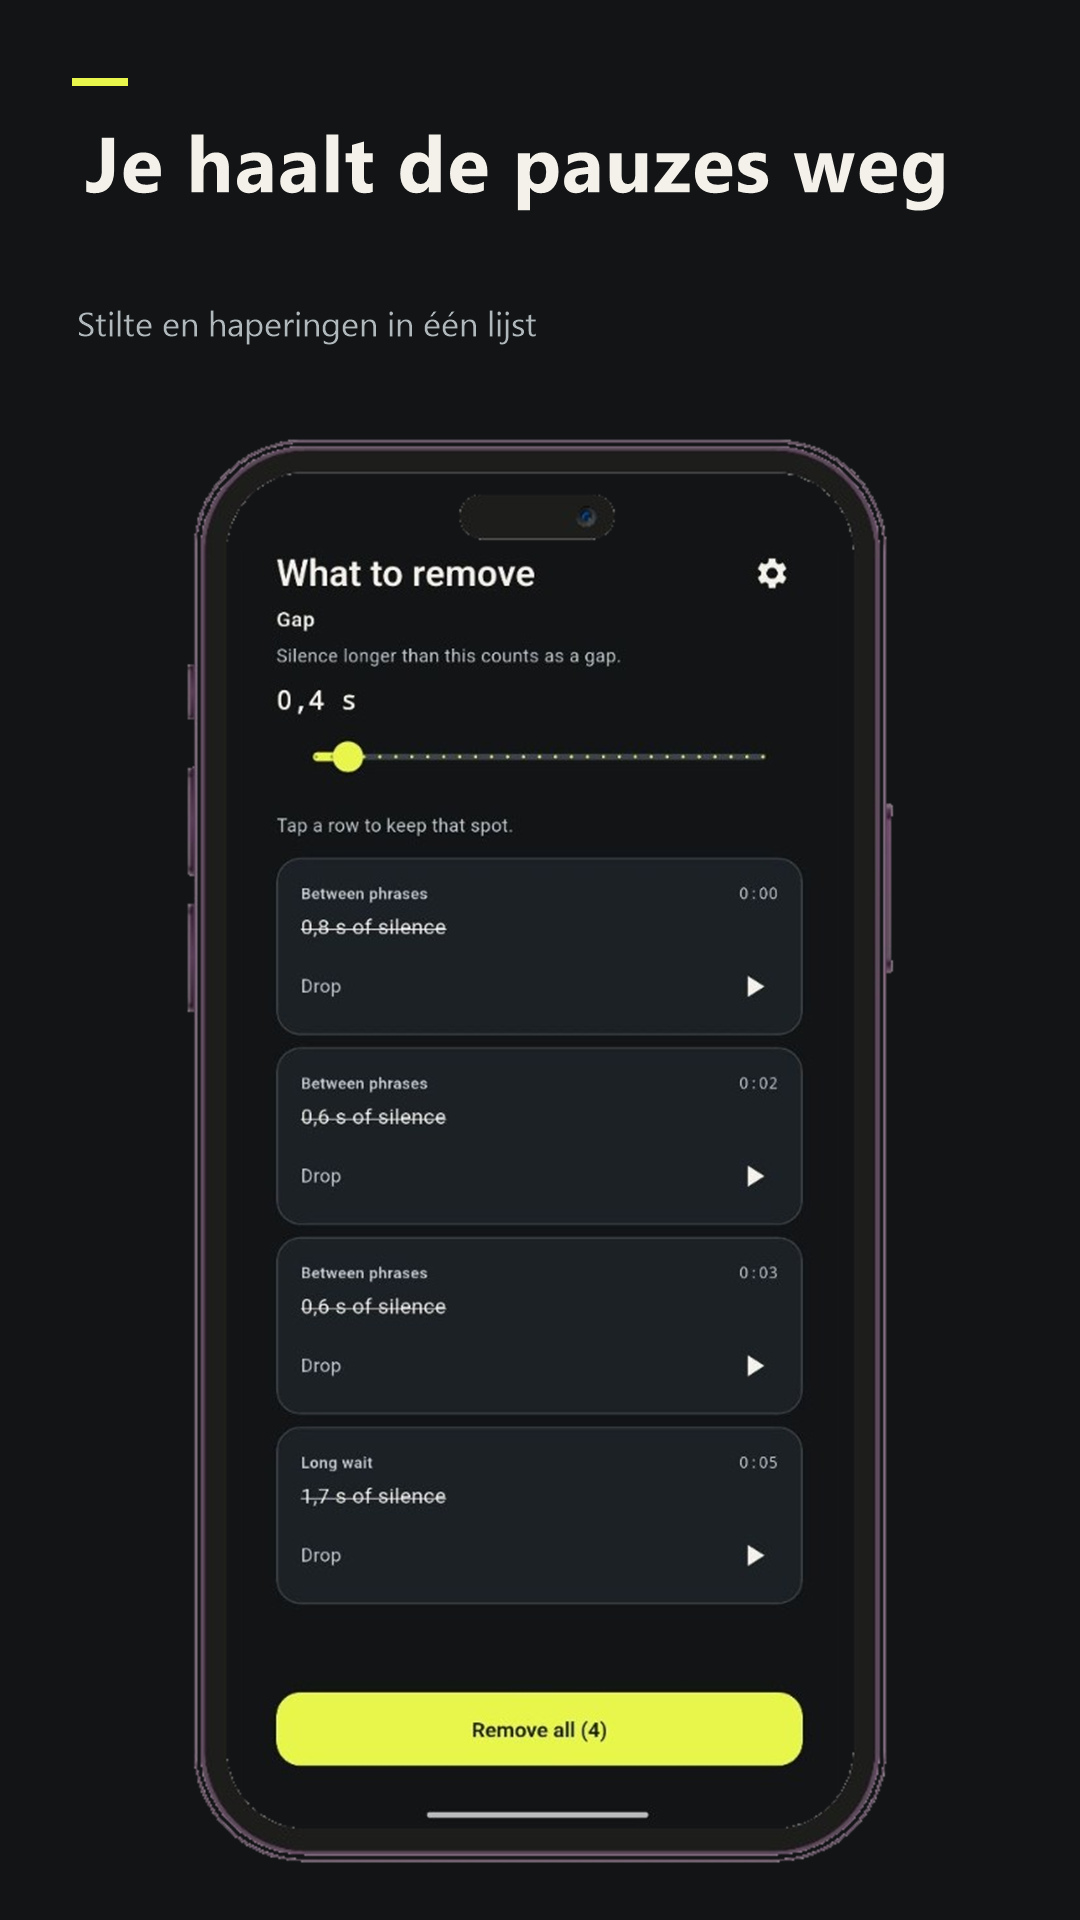 Je haalt de pauzes weg
Stilte en haperingen in één lijst
What to remove
Gap
Silence longer than this counts as a gap.
0,4 s
Tap a row to keep that spot.
Between phrases 0:00
0,8 s of silence
Drop
Between phrases 0:02
0,6 s of silence
Drop
Between phrases 0:03
0,6 s of silence
Drop
Long wait 0:05
1,7 s of silence
Drop
Remove all (4)